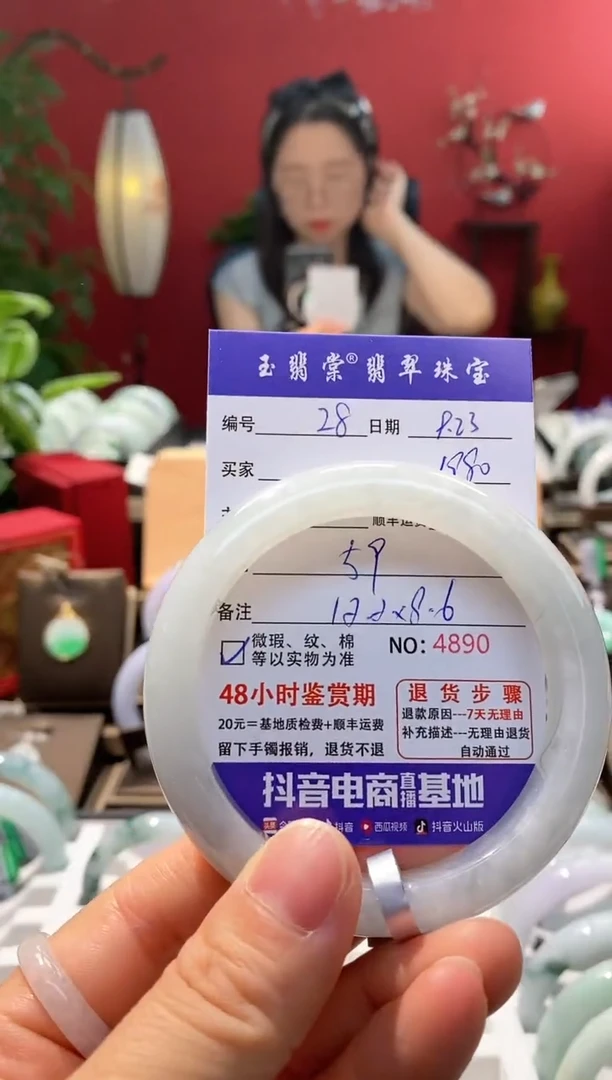 玉翡棠®翡翠珠宝
编号 28 日期 8.23
买家 1880
顺丰运费
59
备注 12.2x8.6
微瑕、纹、棉 NO: 4890
等以实物为准
48小时鉴赏期
20元=基地质检费+顺丰运费
留下手镯报销，退货不退
退货步骤
退款原因---7天无理由
补充描述---无理由退货
自动通过
抖音电商直播基地
抖音 西瓜视频 抖音火山版